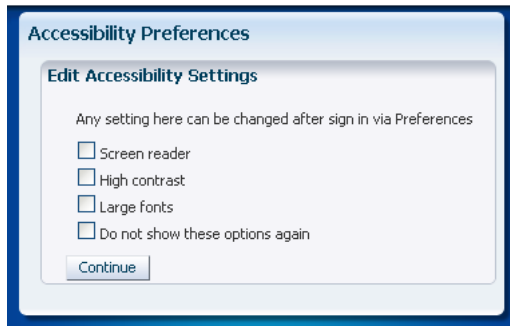 Accessibility Preferences
Edit Accessibility Settings
Any setting here can be changed after sign in via Preferences
Screen reader
High contrast
Large fonts
Do not show these options again
Continue